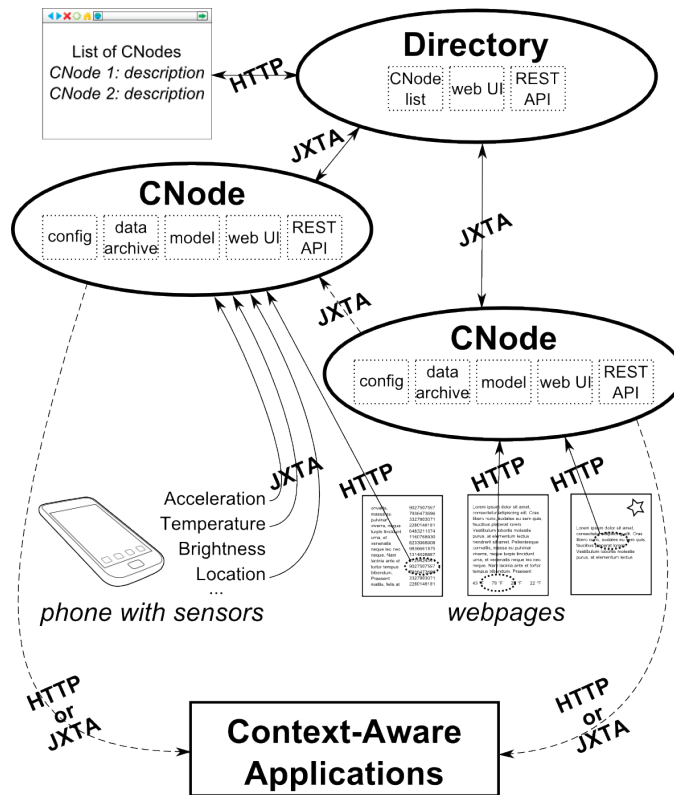 List of CNodes
CNode 1: description
CNode 2: description
HTTP
Directory
CNode
list
web UI
REST
API
JXTA
JXTA
CNode
config
data
archive
model
web UI
REST
API
JXTA
CNode
config
data
archive
model
web UI
REST
API
JXTA
HTTP
HTTP
HTTP
Acceleration
Temperature
Brightness
Location
...
phone with sensors
webpages
HTTP
or
JXTA
HTTP
or
JXTA
Context-Aware
Applications